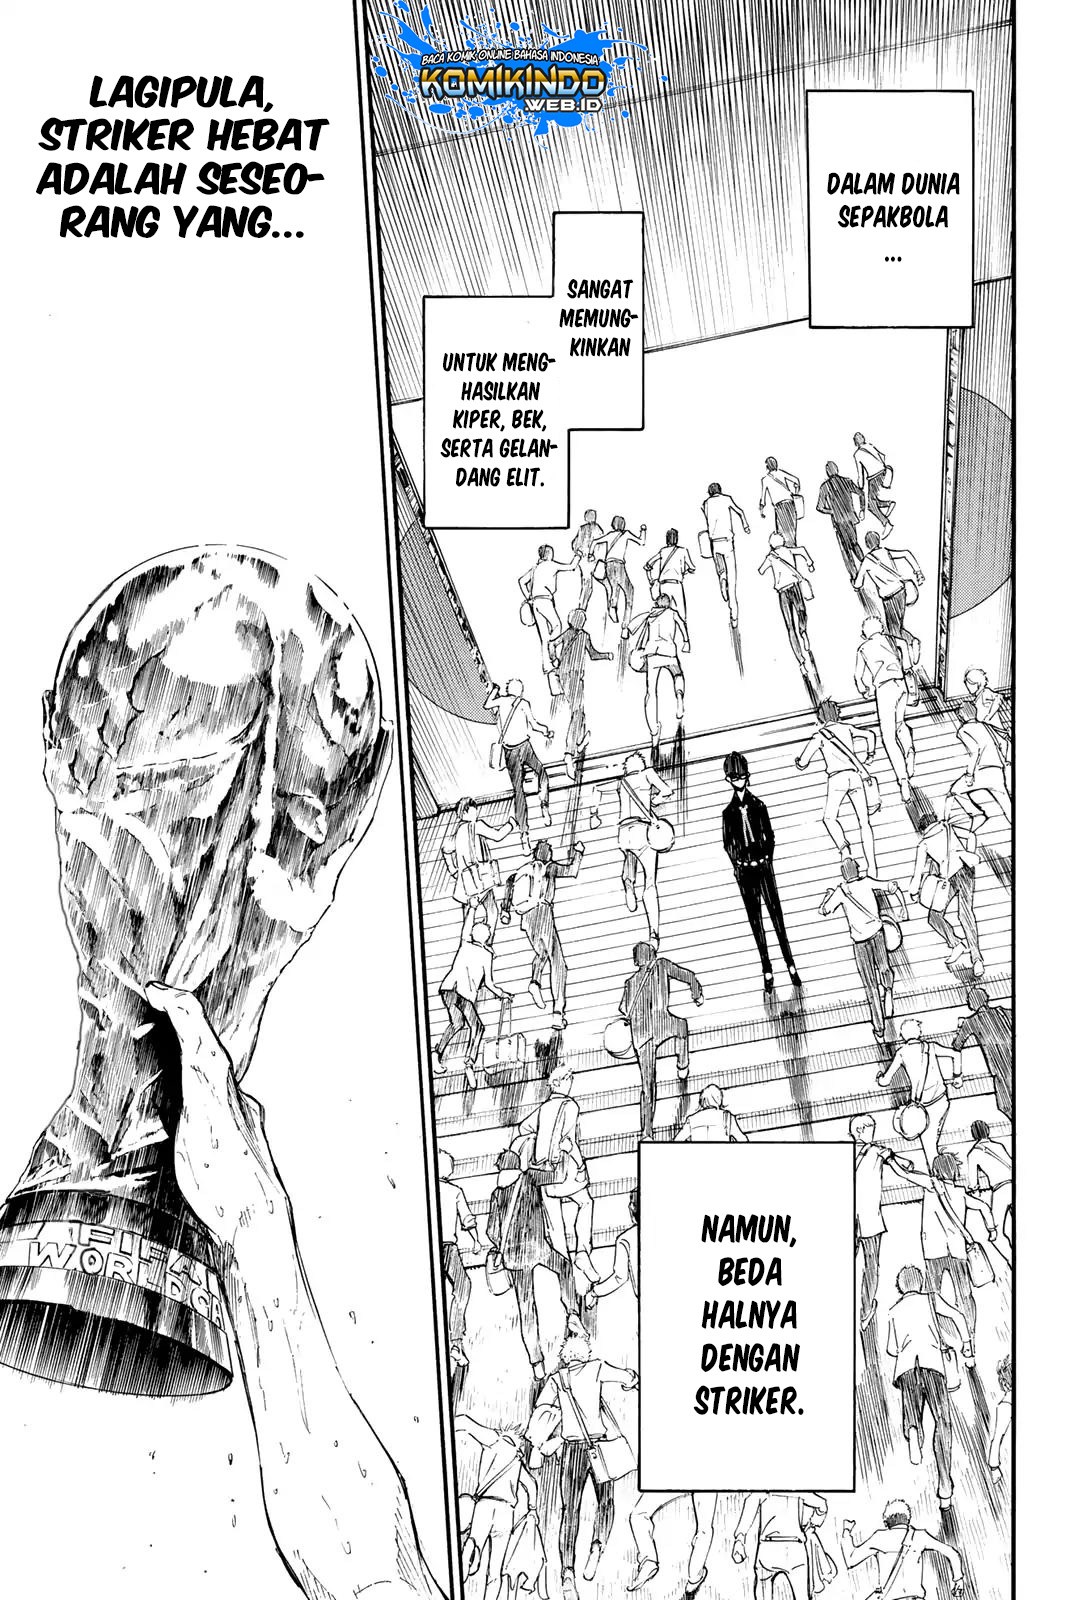 BACA KOMIK ONLINE BAHASA INDONESIA
KOMIKINDO
WEB.ID
DALAM DUNIA
SEPAKBOLA
...
SANGAT
MEMUNG-
KINKAN
UNTUK MENG-
HASILKAN
KIPER, BEK,
SERTA GELAN-
DANG ELIT.
NAMUN,
BEDA
HALNYA
DENGAN
STRIKER.
LAGIPULA,
STRIKER HEBAT
ADALAH SESEO-
RANG YANG...
FIFA
WORLD CU